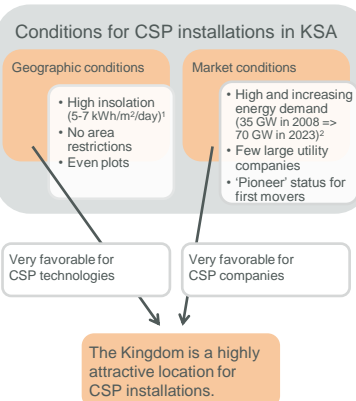 Conditions for CSP installations in KSA
Geographic conditions
• High insolation
(5-7 kWh/m²/day)¹
• No area
restrictions
• Even plots
Market conditions
• High and increasing
energy demand
(35 GW in 2008 =>
70 GW in 2023)²
• Few large utility
companies
• 'Pioneer' status for
first movers
Very favorable for
CSP technologies
Very favorable for
CSP companies
The Kingdom is a highly
attractive location for
CSP installations.